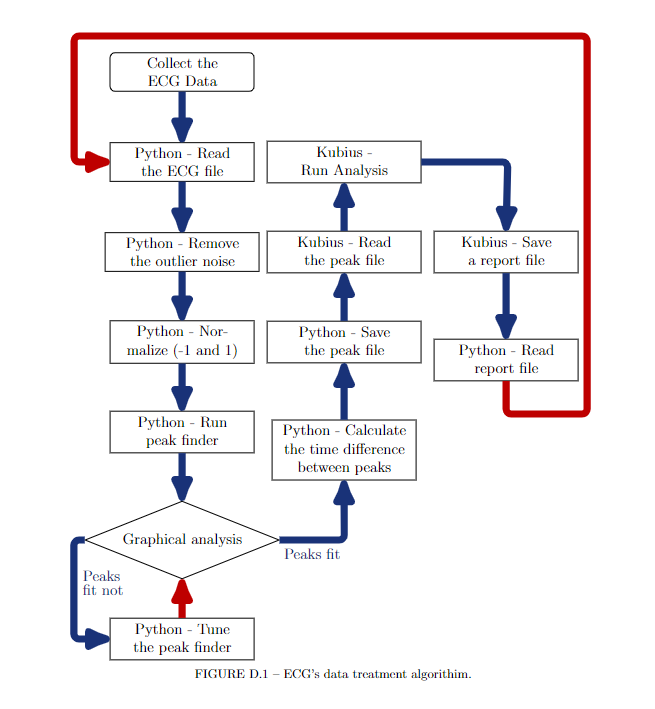 Collect the
ECG Data
Python - Read
the ECG file
Python - Remove
the outlier noise
Python - Nor-
malize (-1 and 1)
Python - Run
peak finder
Graphical analysis
Peaks
fit not
Python - Tune
the peak finder
Peaks fit
Python - Calculate
the time difference
between peaks
Python - Save
the peak file
Kubius - Read
the peak file
Kubius -
Run Analysis
Kubius - Save
a report file
Python - Read
report file
FIGURE D.1 – ECG's data treatment algorithim.